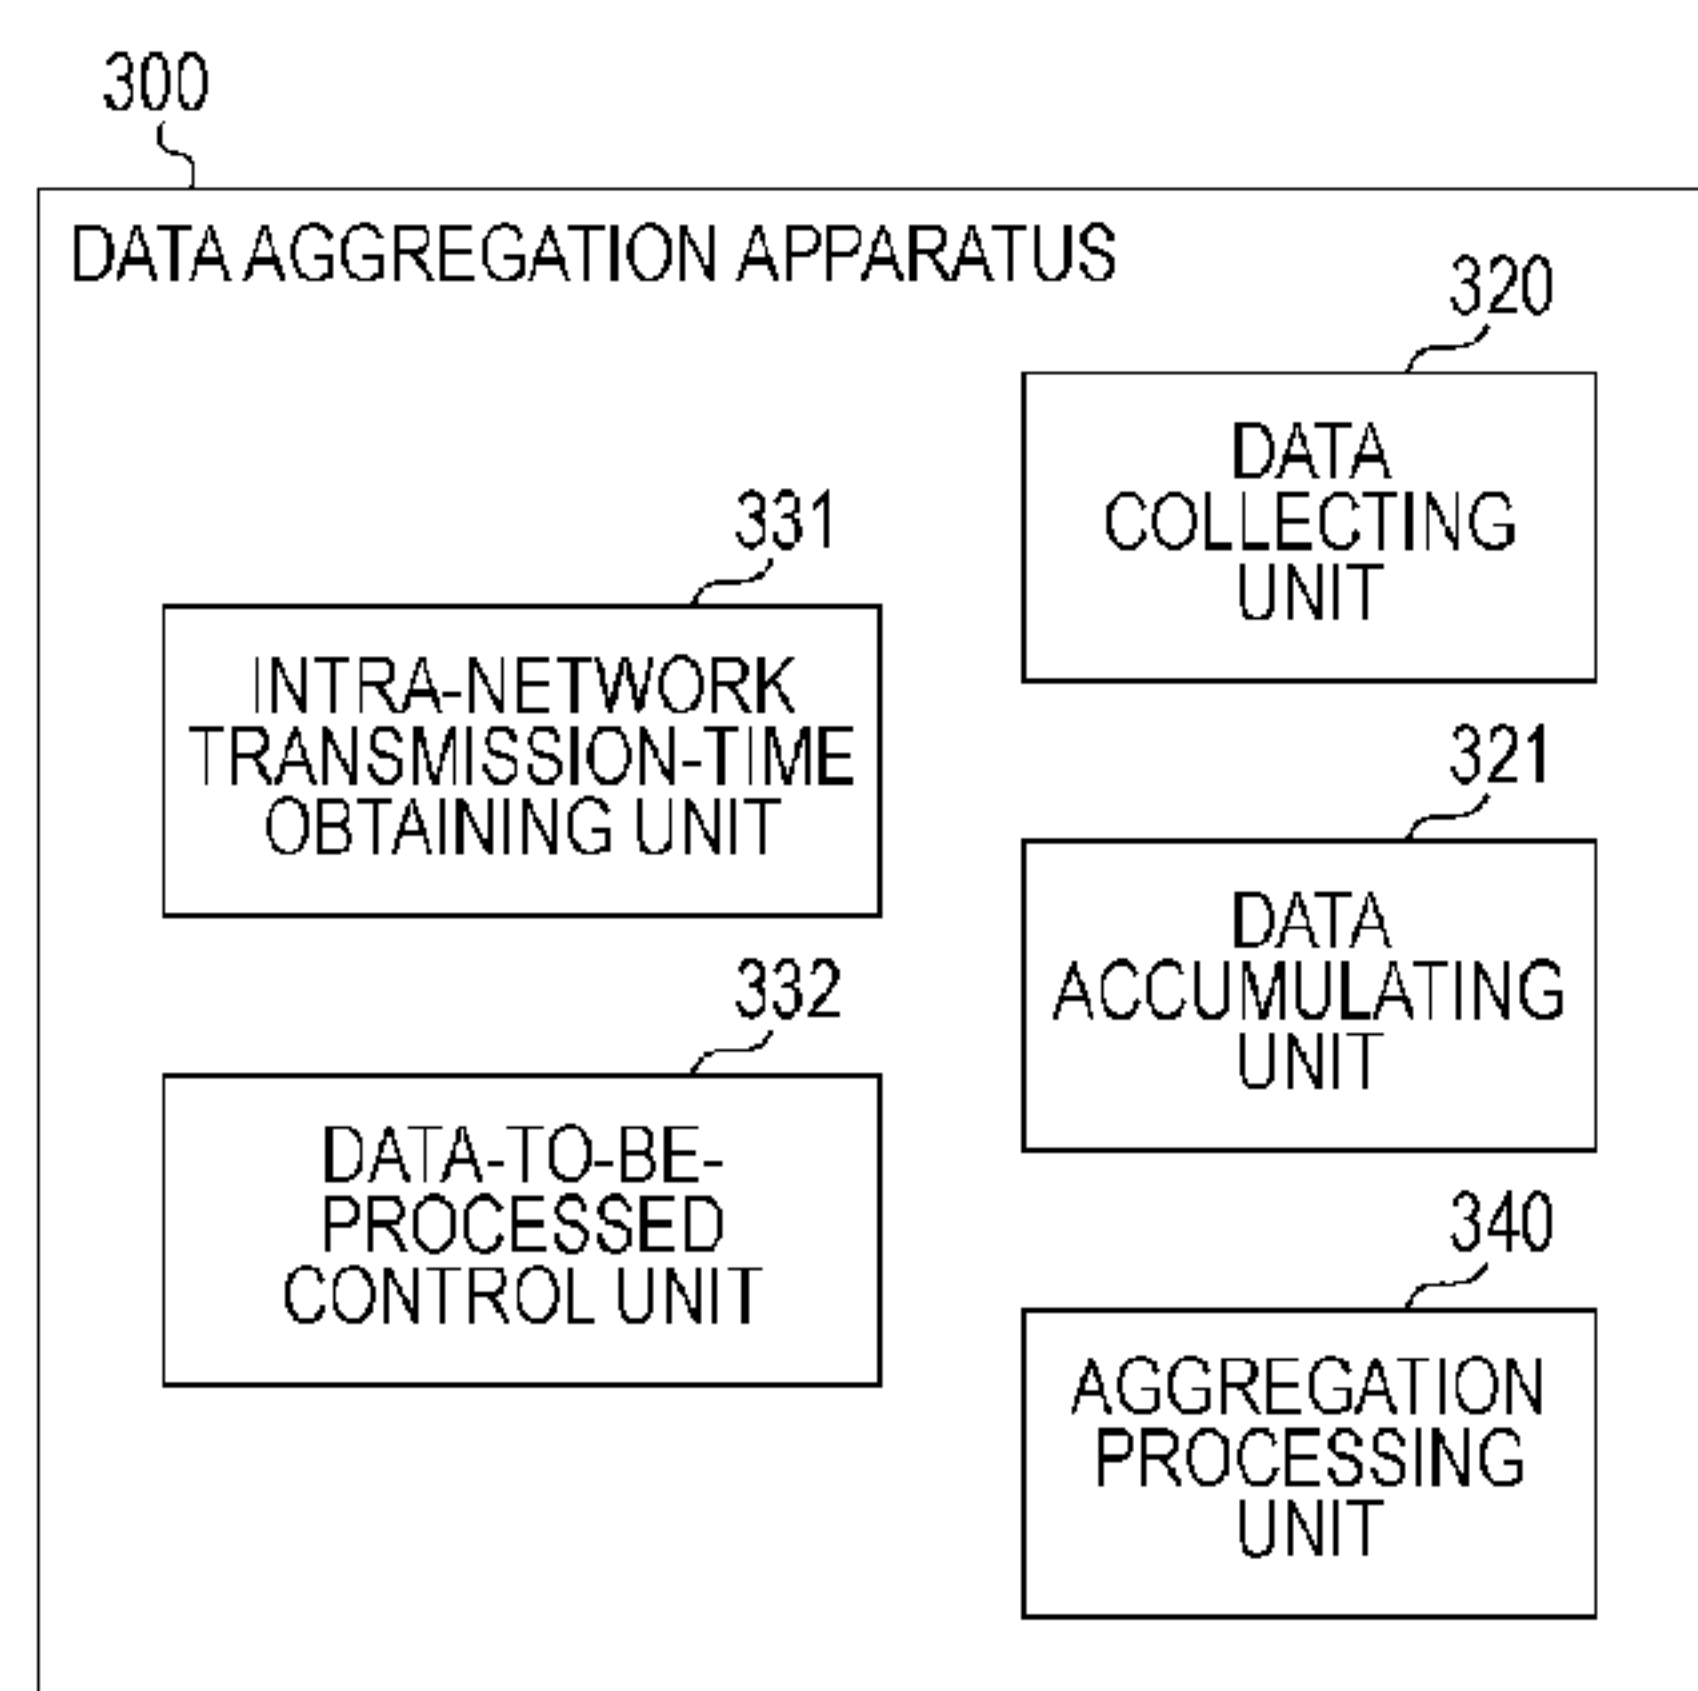 300
DATA AGGREGATION APPARATUS
320
DATA
COLLECTING
UNIT
331
INTRA-NETWORK
TRANSMISSION-TIME
OBTAINING UNIT
321
DATA
ACCUMULATING
UNIT
332
DATA-TO-BE-
PROCESSED
CONTROL UNIT
340
AGGREGATION
PROCESSING
UNIT